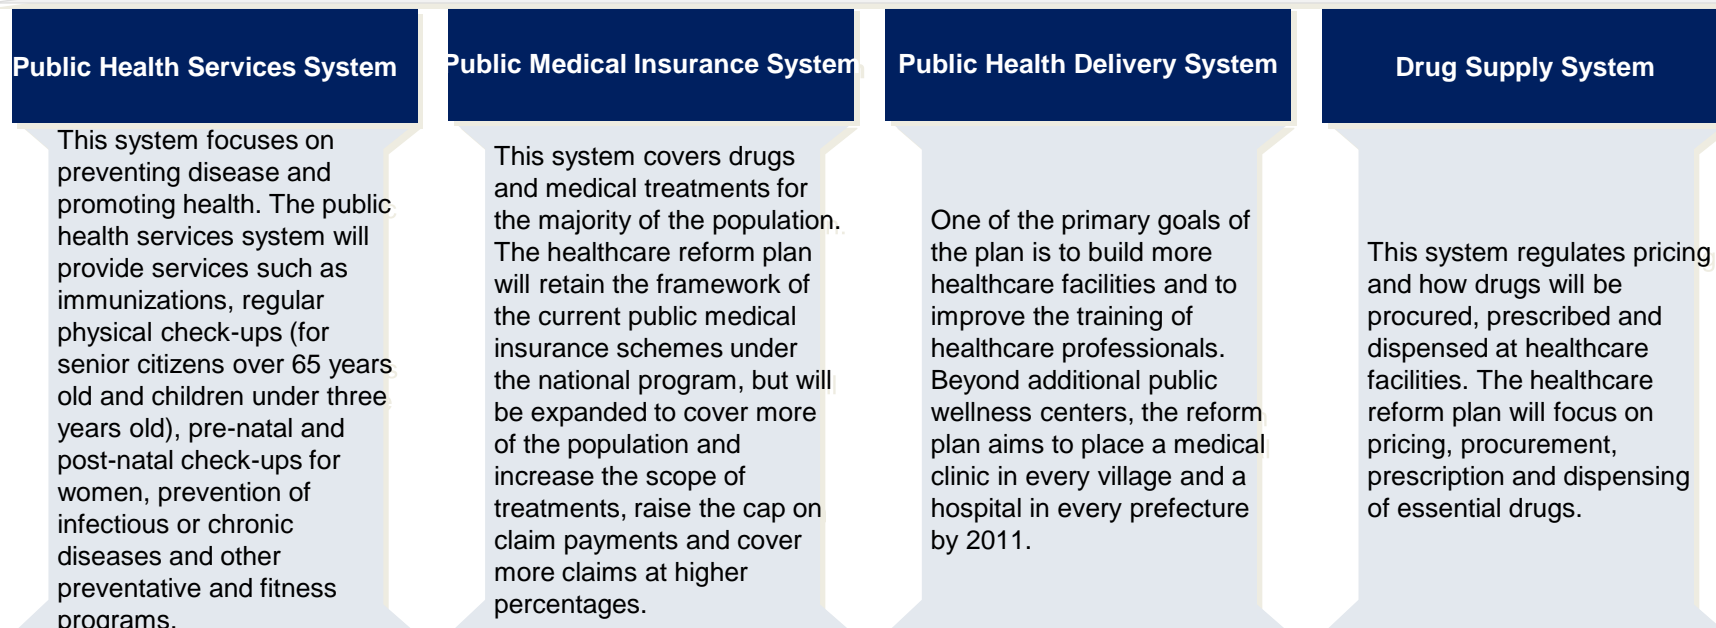 Public Health Services System
This system focuses on
preventing disease and
promoting health. The public
health services system will
provide services such as
immunizations, regular
physical check-ups (for
senior citizens over 65 years
old and children under three
years old), pre-natal and
post-natal check-ups for
women, prevention of
infectious or chronic
diseases and other
preventative and fitness
programs.
Public Medical Insurance System
This system covers drugs
and medical treatments for
the majority of the population.
The healthcare reform plan
will retain the framework of
the current public medical
insurance schemes under
the national program, but will
be expanded to cover more
of the population and
increase the scope of
treatments, raise the cap on
claim payments and cover
more claims at higher
percentages.
Public Health Delivery System
One of the primary goals of
the plan is to build more
healthcare facilities and to
improve the training of
healthcare professionals.
Beyond additional public
wellness centers, the reform
plan aims to place a medical
clinic in every village and a
hospital in every prefecture
by 2011.
Drug Supply System
This system regulates pricing
and how drugs will be
procured, prescribed and
dispensed at healthcare
facilities. The healthcare
reform plan will focus on
pricing, procurement,
prescription and dispensing
of essential drugs.